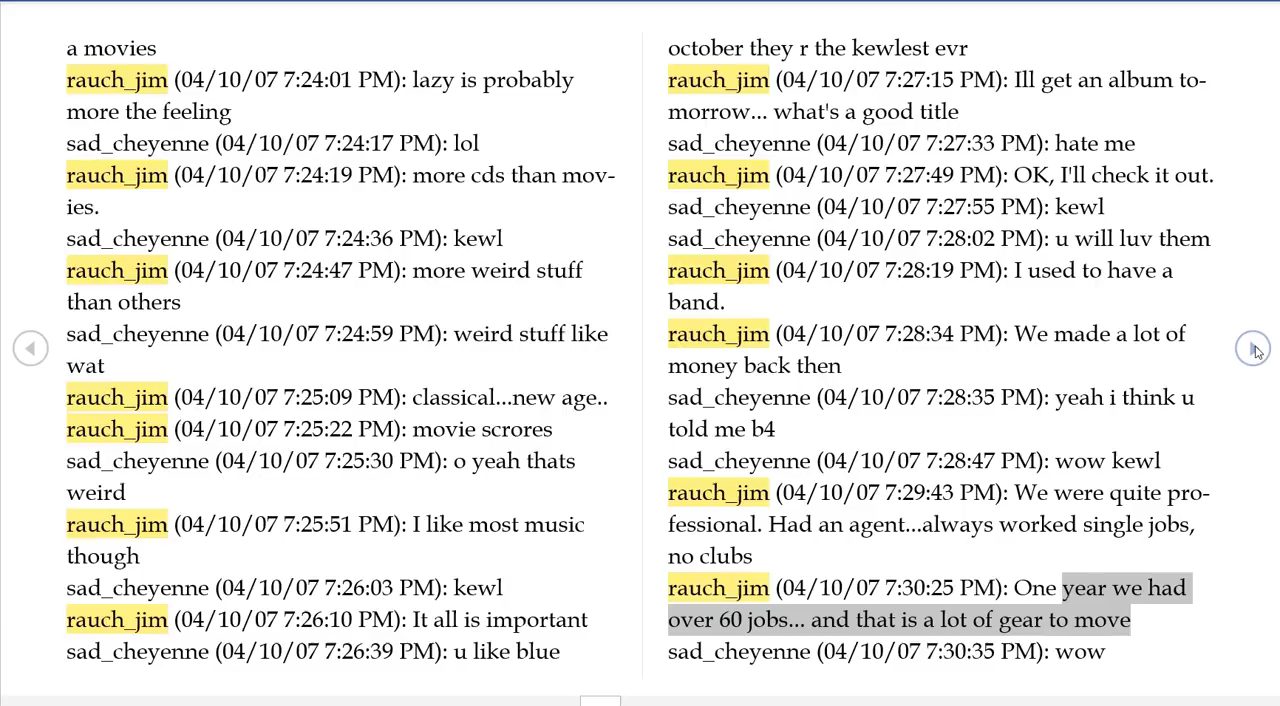 a movies
rauch_jim (04/10/07 7:24:01 PM): lazy is probably
more the feeling
sad_cheyenne (04/10/07 7:24:17 PM): lol
rauch_jim (04/10/07 7:24:19 PM): more cds than mov-
ies.
sad_cheyenne (04/10/07 7:24:36 PM): kewl
rauch_jim (04/10/07 7:24:47 PM): more weird stuff
than others
sad_cheyenne (04/10/07 7:24:59 PM): weird stuff like
wat
rauch_jim (04/10/07 7:25:09 PM): classical...new age..
rauch_jim (04/10/07 7:25:22 PM): movie scrores
sad_cheyenne (04/10/07 7:25:30 PM): o yeah thats
weird
rauch_jim (04/10/07 7:25:51 PM): I like most music
though
sad_cheyenne (04/10/07 7:26:03 PM): kewl
rauch_jim (04/10/07 7:26:10 PM): It all is important
sad_cheyenne (04/10/07 7:26:39 PM): u like blue
october they r the kewlest evr
rauch_jim (04/10/07 7:27:15 PM): Ill get an album to-
morrow... what's a good title
sad_cheyenne (04/10/07 7:27:33 PM): hate me
rauch_jim (04/10/07 7:27:49 PM): OK, I'll check it out.
sad_cheyenne (04/10/07 7:27:55 PM): kewl
sad_cheyenne (04/10/07 7:28:02 PM): u will luv them
rauch_jim (04/10/07 7:28:19 PM): I used to have a
band.
rauch_jim (04/10/07 7:28:34 PM): We made a lot of
money back then
sad_cheyenne (04/10/07 7:28:35 PM): yeah i think u
told me b4
sad_cheyenne (04/10/07 7:28:47 PM): wow kewl
rauch_jim (04/10/07 7:29:43 PM): We were quite pro-
fessional. Had an agent...always worked single jobs,
no clubs
rauch_jim (04/10/07 7:30:25 PM): One year we had
over 60 jobs... and that is a lot of gear to move
sad_cheyenne (04/10/07 7:30:35 PM): wow